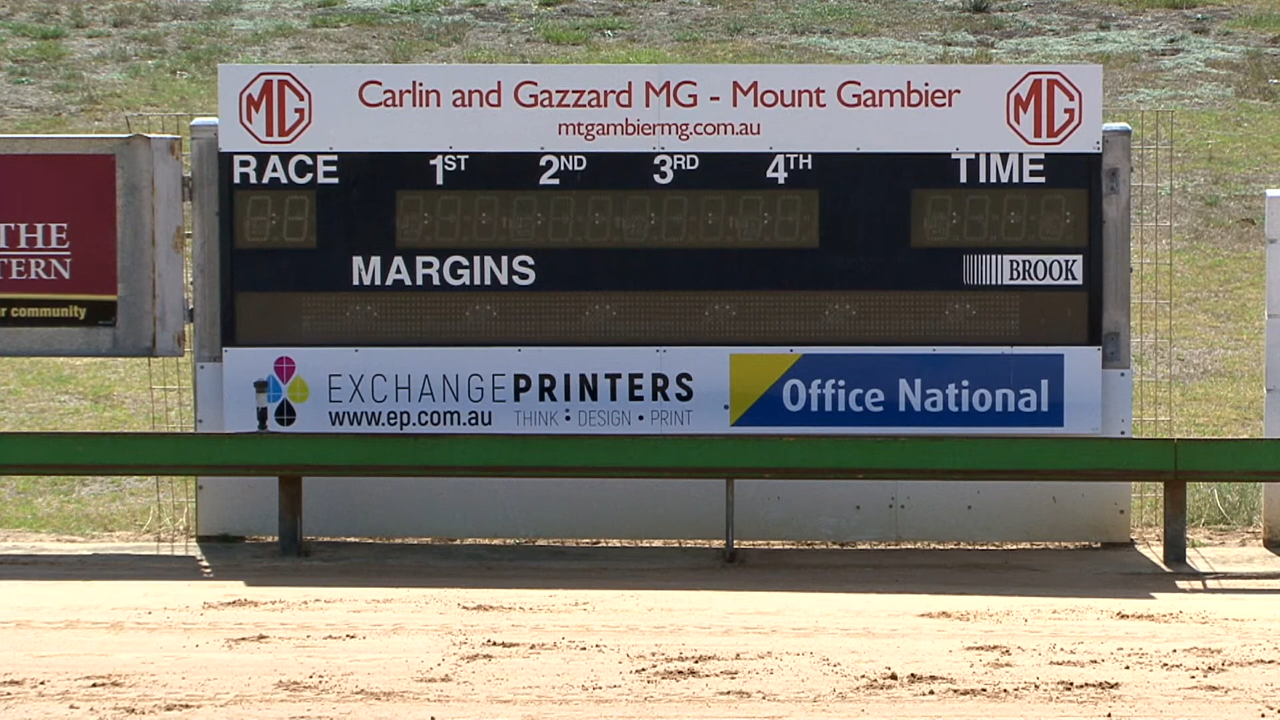 MG Carlin and Gazzard MG - Mount Gambier MG
mtgambiermg.com.au
RACE 1ST 2ND 3RD 4TH TIME
MARGINS BROOK
THE
TERN
r community
EXCHANGEPRINTERS
www.ep.com.au THINK • DESIGN • PRINT
Office National